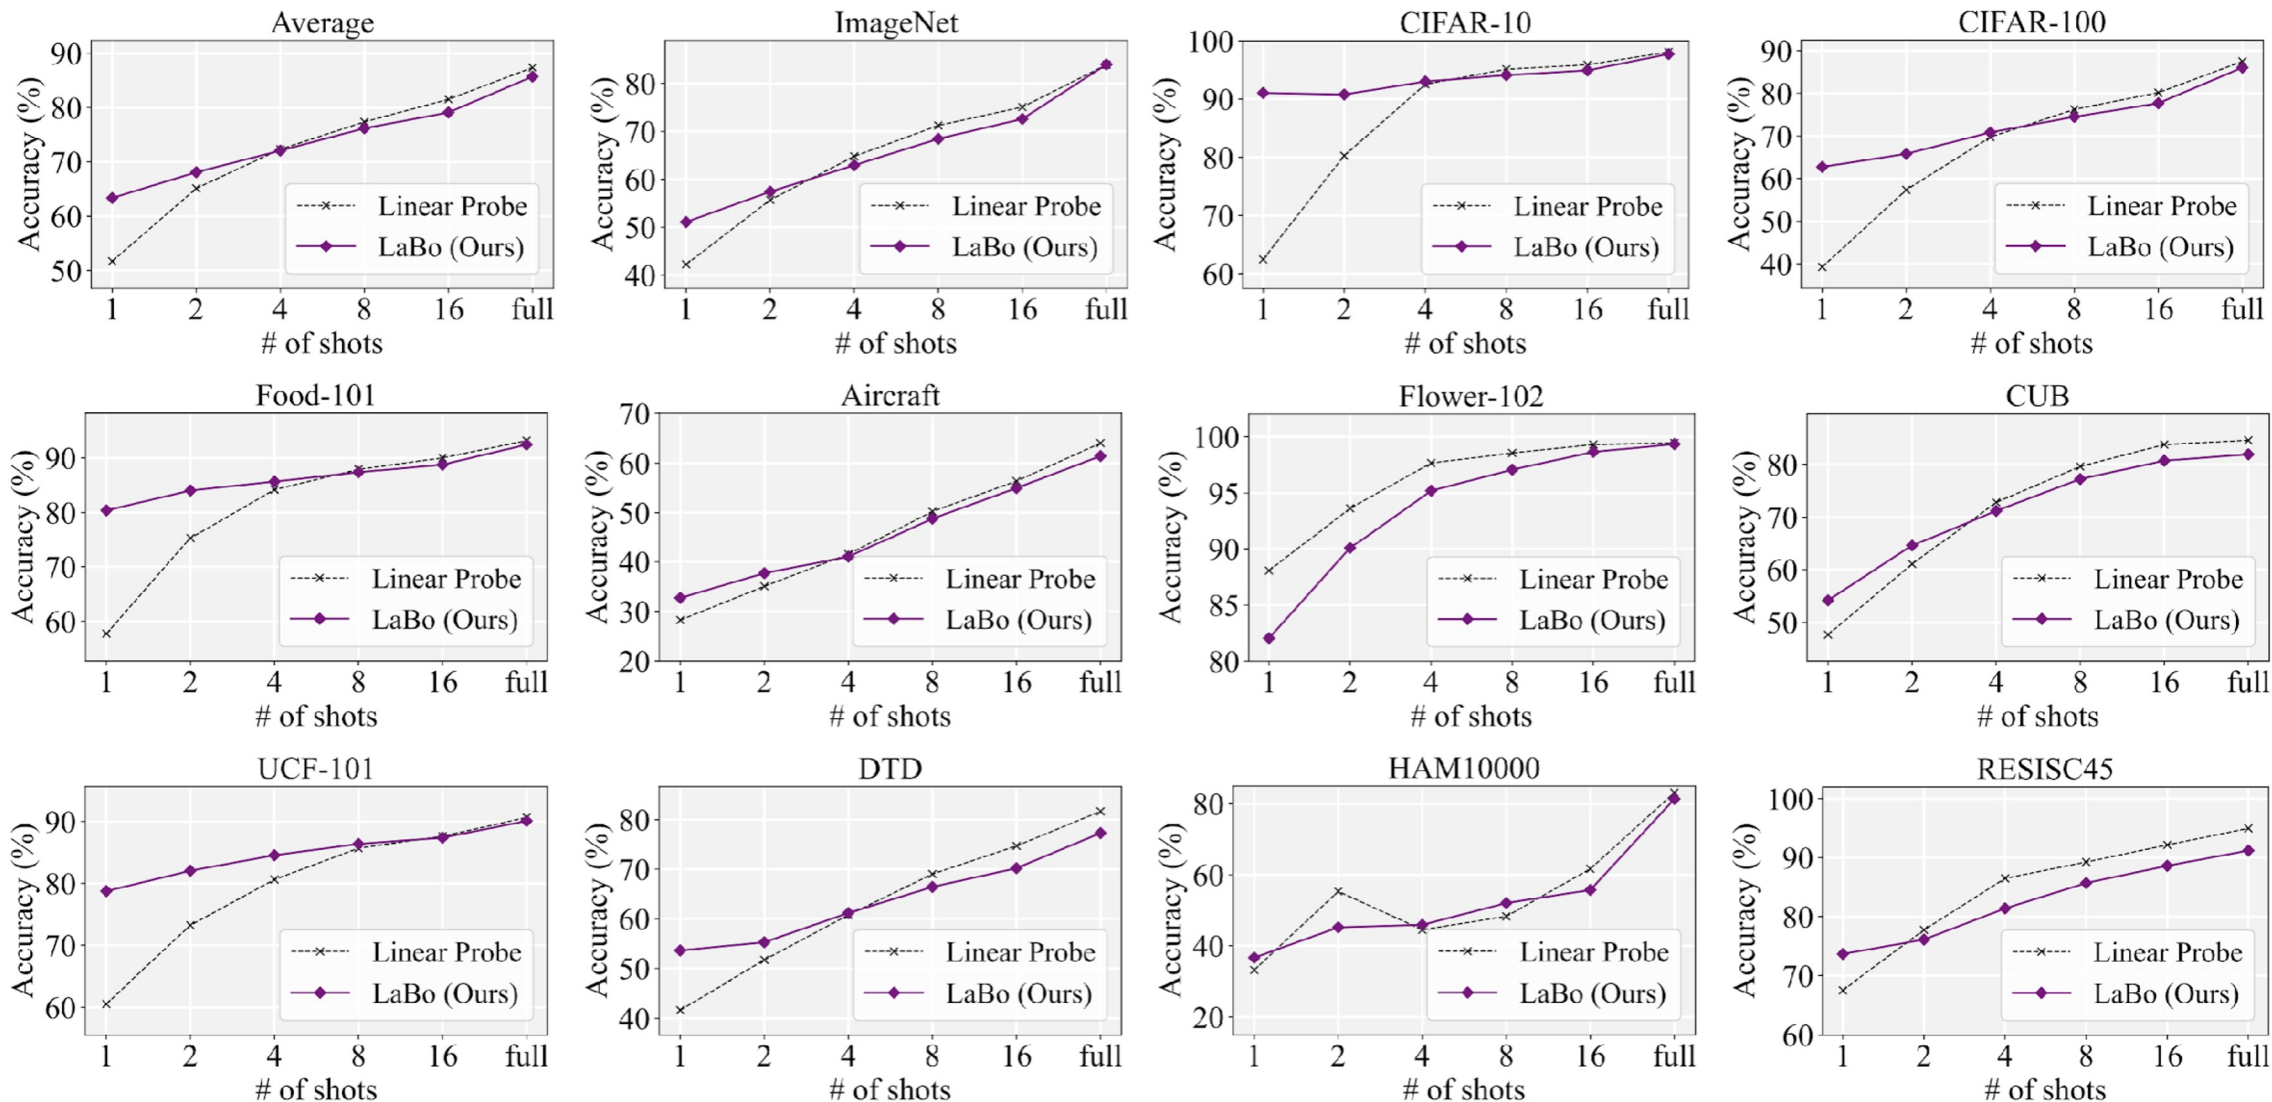 Average
90
80
70
60
50
Accuracy (%)
Linear Probe
LaBo (Ours)
1 2 4 8 16 full
# of shots
ImageNet
80
70
60
50
40
Accuracy (%)
Linear Probe
LaBo (Ours)
1 2 4 8 16 full
# of shots
CIFAR-10
100
90
80
70
60
Accuracy (%)
Linear Probe
LaBo (Ours)
1 2 4 8 16 full
# of shots
CIFAR-100
90
80
70
60
50
40
Accuracy (%)
Linear Probe
LaBo (Ours)
1 2 4 8 16 full
# of shots
Food-101
90
80
70
60
Accuracy (%)
Linear Probe
LaBo (Ours)
1 2 4 8 16 full
# of shots
Aircraft
70
60
50
40
30
20
Accuracy (%)
Linear Probe
LaBo (Ours)
1 2 4 8 16 full
# of shots
Flower-102
100
95
90
85
80
Accuracy (%)
Linear Probe
LaBo (Ours)
1 2 4 8 16 full
# of shots
CUB
80
70
60
50
Accuracy (%)
Linear Probe
LaBo (Ours)
1 2 4 8 16 full
# of shots
UCF-101
90
80
70
60
Accuracy (%)
Linear Probe
LaBo (Ours)
1 2 4 8 16 full
# of shots
DTD
80
70
60
50
40
Accuracy (%)
Linear Probe
LaBo (Ours)
1 2 4 8 16 full
# of shots
HAM10000
80
60
40
20
Accuracy (%)
Linear Probe
LaBo (Ours)
1 2 4 8 16 full
# of shots
RESISC45
100
90
80
70
60
Accuracy (%)
Linear Probe
LaBo (Ours)
1 2 4 8 16 full
# of shots